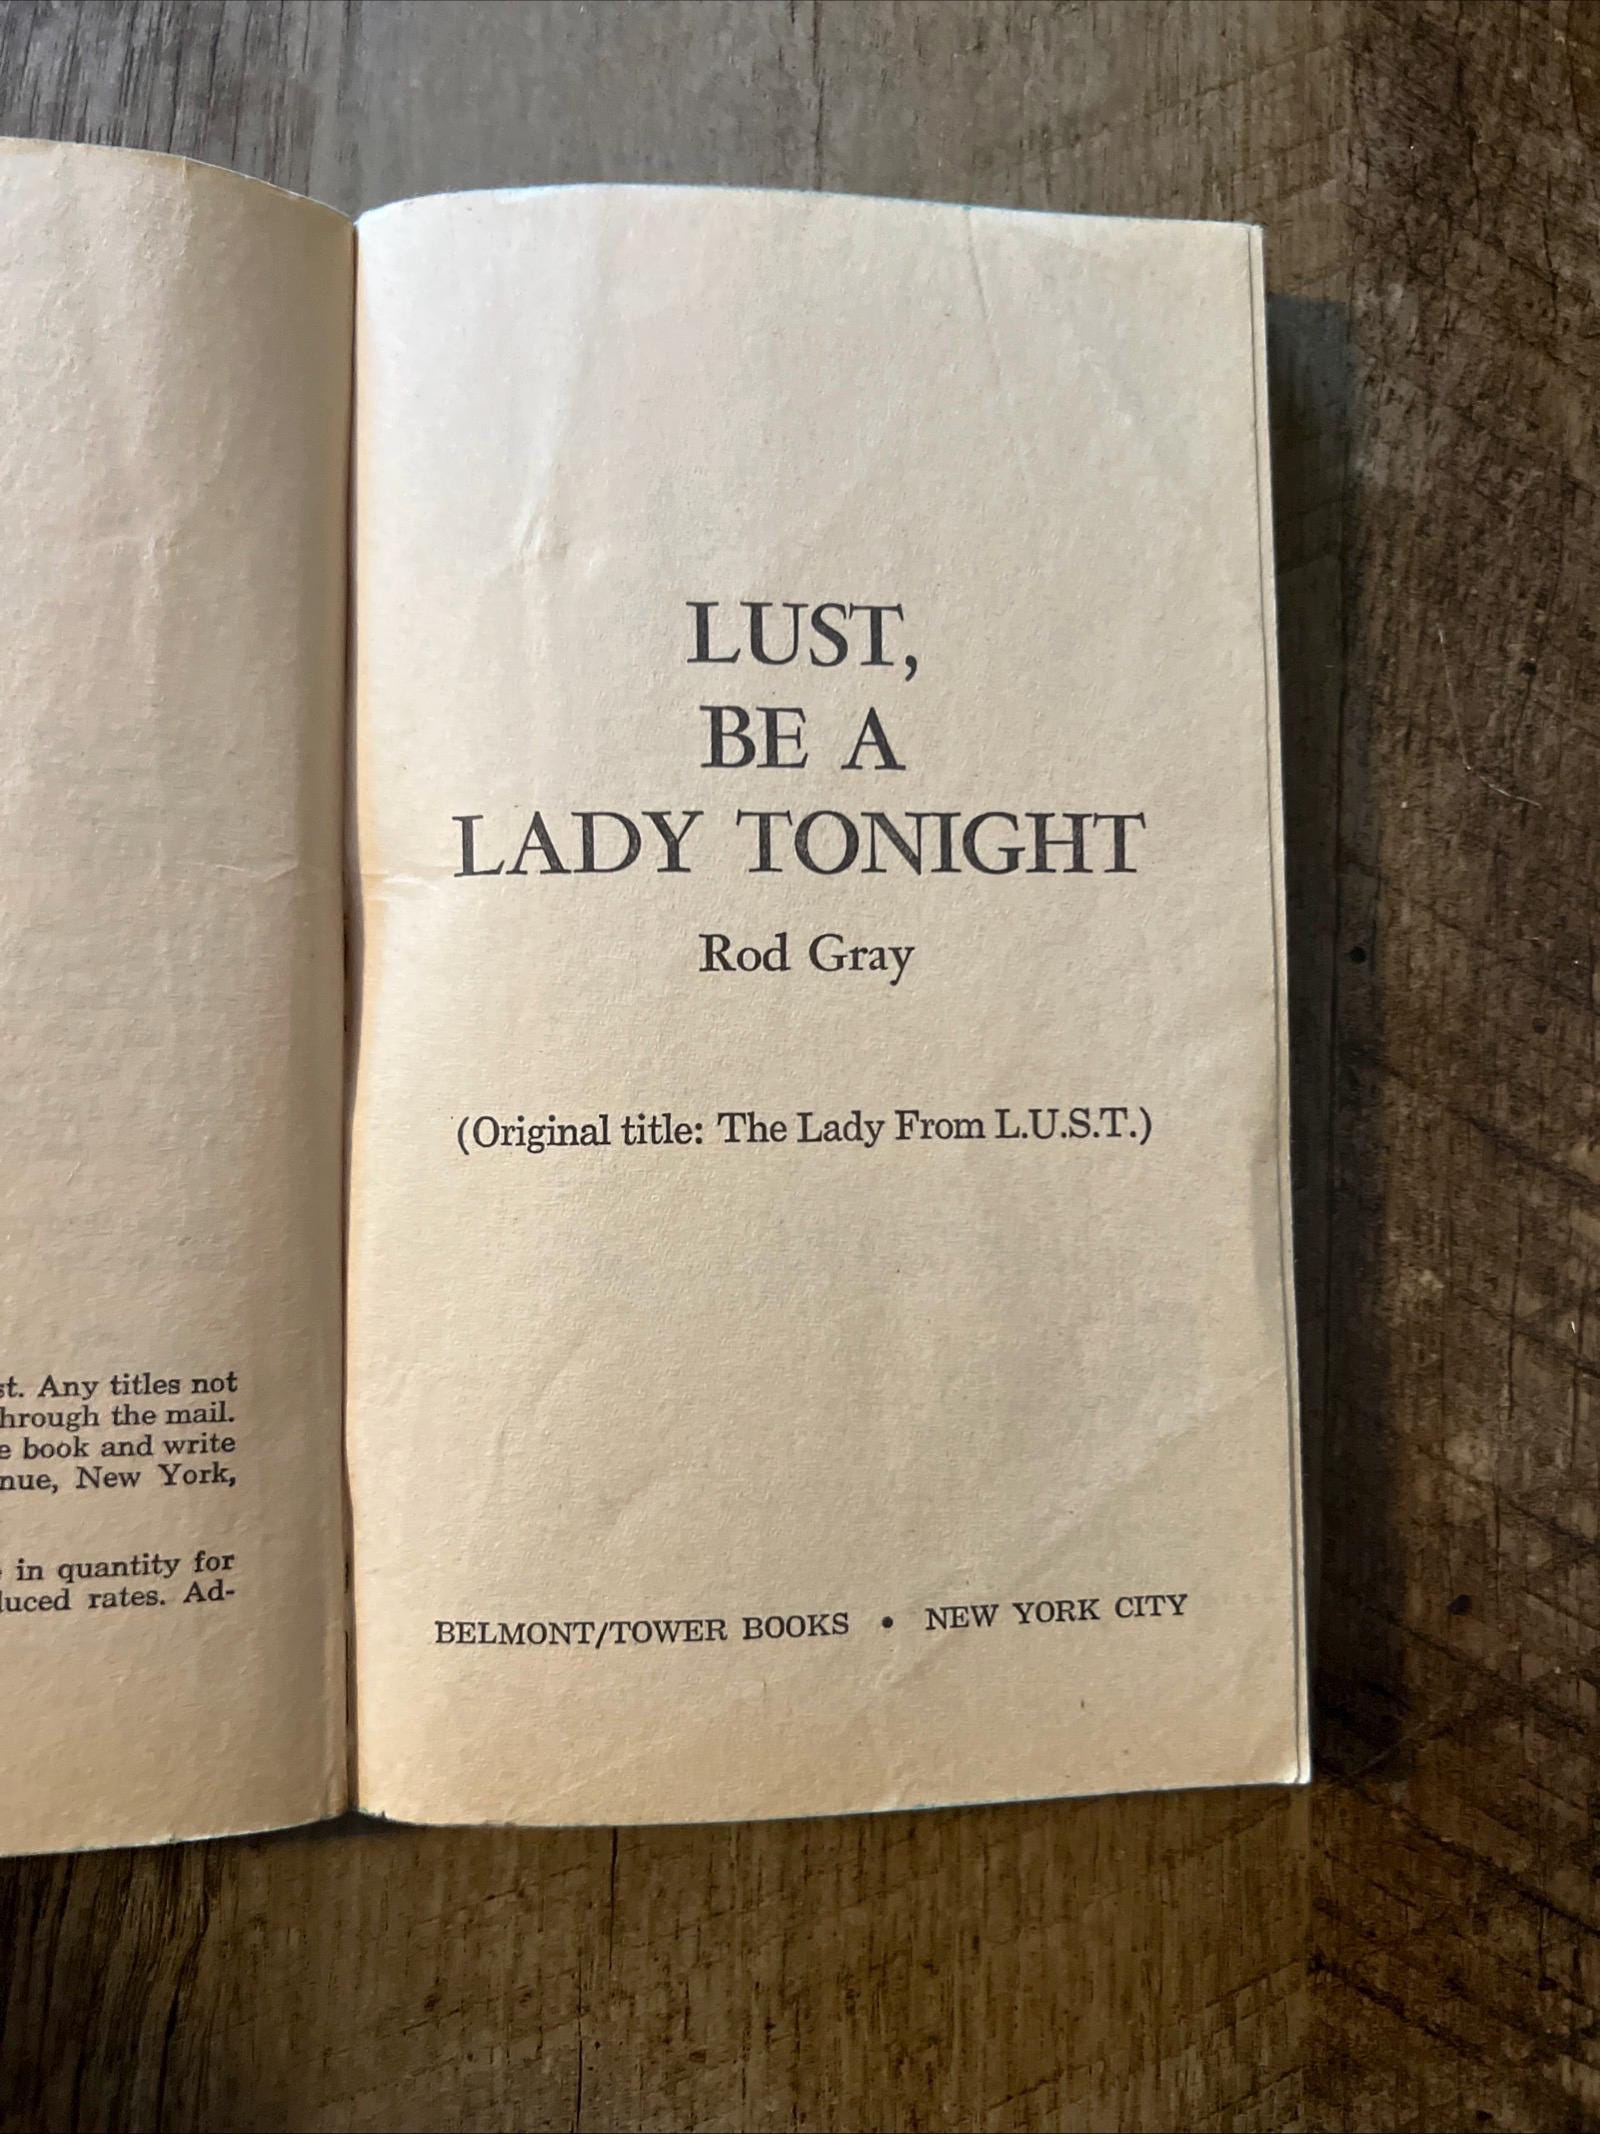 st. Any titles not
hrough the mail.
e book and write
nue, New York,
in quantity for
luced rates. Ad-
LUST,
BE A
LADY TONIGHT
Rod Gray
(Original title: The Lady From L.U.S.T.)
BELMONT/TOWER BOOKS • NEW YORK CITY